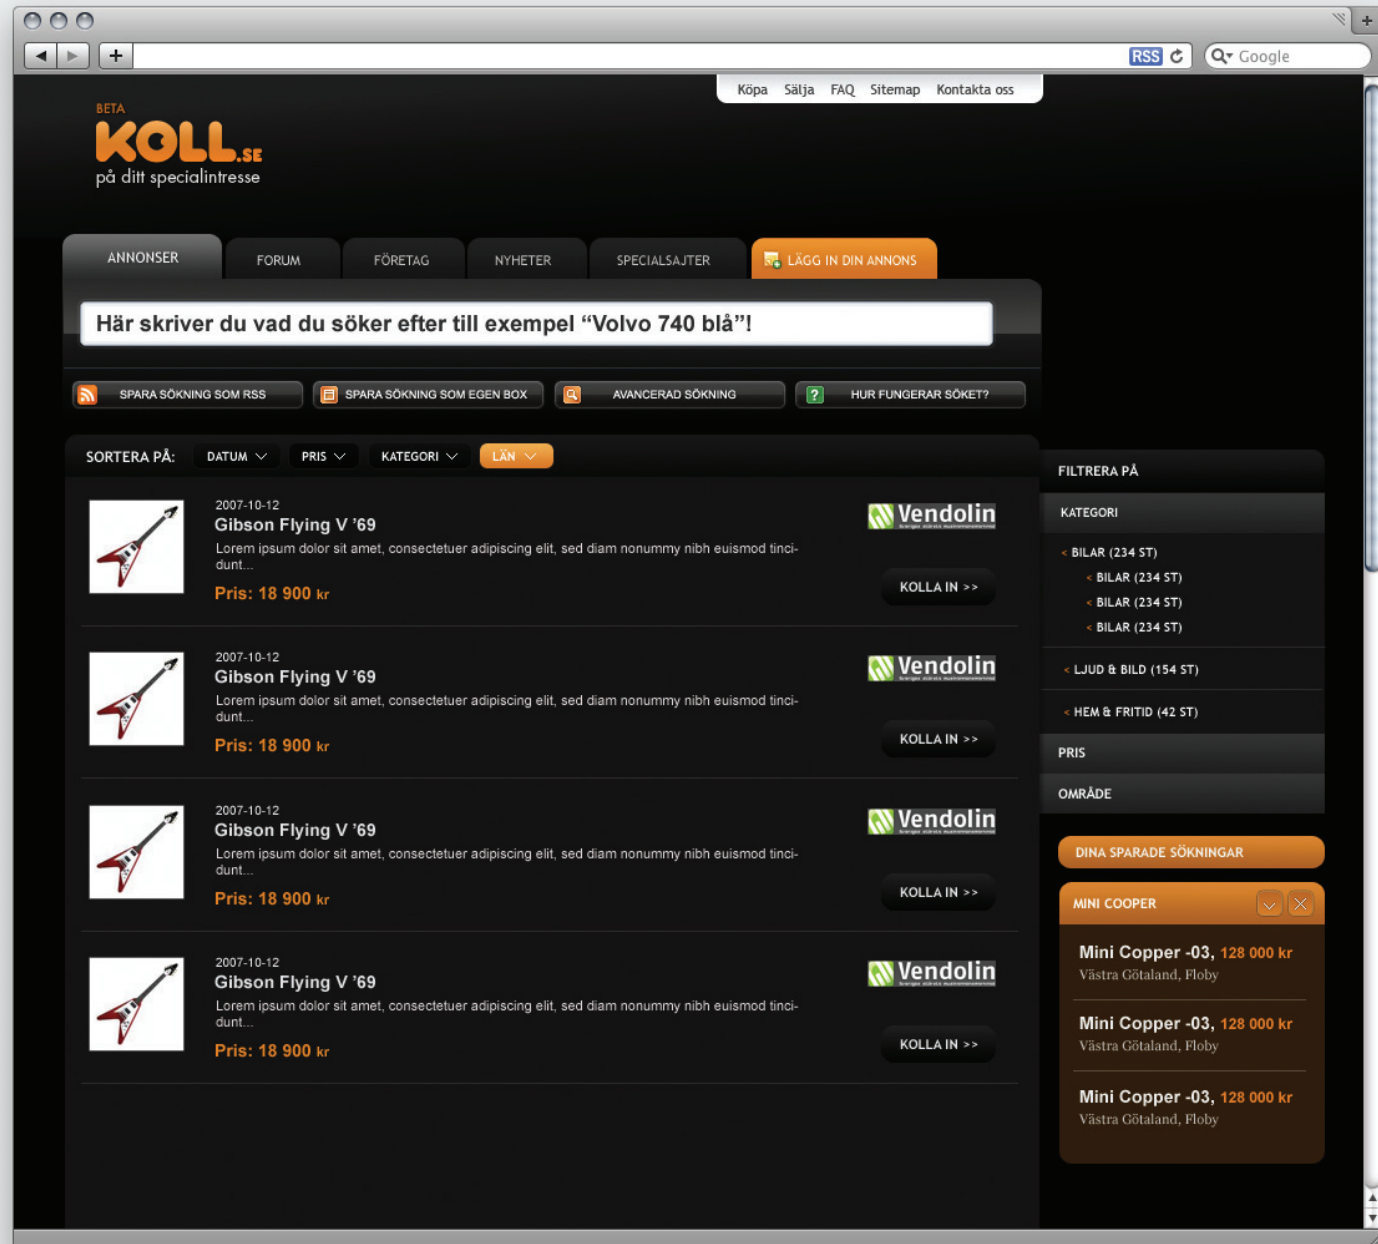 RSS
Google
Köpa Sälja FAQ Sitemap Kontakta oss
BETA
KOLL.SE
på ditt specialintresse
ANNONSER FORUM FÖRETAG NYHETER SPECIALSAJTER LÄGG IN DIN ANNONS
Här skriver du vad du söker efter till exempel “Volvo 740 blå”!
SPARA SÖKNING SOM RSS SPARA SÖKNING SOM EGEN BOX AVANCERAD SÖKNING ? HUR FUNGERAR SÖKET?
SORTERA PÅ: DATUM PRIS KATEGORI LÄN
2007-10-12
Gibson Flying V ’69
Lorem ipsum dolor sit amet, consectetuer adipiscing elit, sed diam nonummy nibh euismod tinci-
dunt...
Pris: 18 900 kr
Vendolin
KOLLA IN >>
2007-10-12
Gibson Flying V ’69
Lorem ipsum dolor sit amet, consectetuer adipiscing elit, sed diam nonummy nibh euismod tinci-
dunt...
Pris: 18 900 kr
Vendolin
KOLLA IN >>
2007-10-12
Gibson Flying V ’69
Lorem ipsum dolor sit amet, consectetuer adipiscing elit, sed diam nonummy nibh euismod tinci-
dunt...
Pris: 18 900 kr
Vendolin
KOLLA IN >>
2007-10-12
Gibson Flying V ’69
Lorem ipsum dolor sit amet, consectetuer adipiscing elit, sed diam nonummy nibh euismod tinci-
dunt...
Pris: 18 900 kr
Vendolin
KOLLA IN >>
FILTRERA PÅ
KATEGORI
< BILAR (234 ST)
< BILAR (234 ST)
< BILAR (234 ST)
< BILAR (234 ST)
< LJUD & BILD (154 ST)
< HEM & FRITID (42 ST)
PRIS
OMRÅDE
DINA SPARADE SÖKNINGAR
MINI COOPER
Mini Copper -03, 128 000 kr
Västra Götaland, Floby
Mini Copper -03, 128 000 kr
Västra Götaland, Floby
Mini Copper -03, 128 000 kr
Västra Götaland, Floby